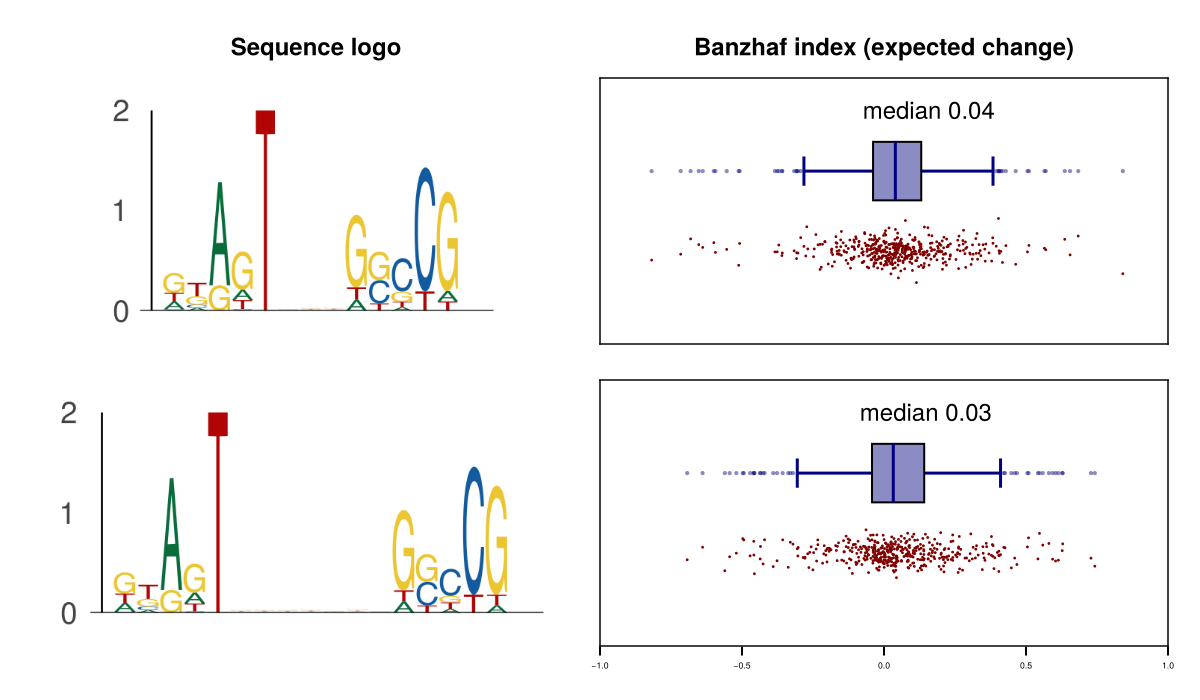 Sequence logo
Banzhaf index (expected change)
2
1
0
median 0.04
2
1
0
median 0.03
−1.0 −0.5 0.0 0.5 1.0